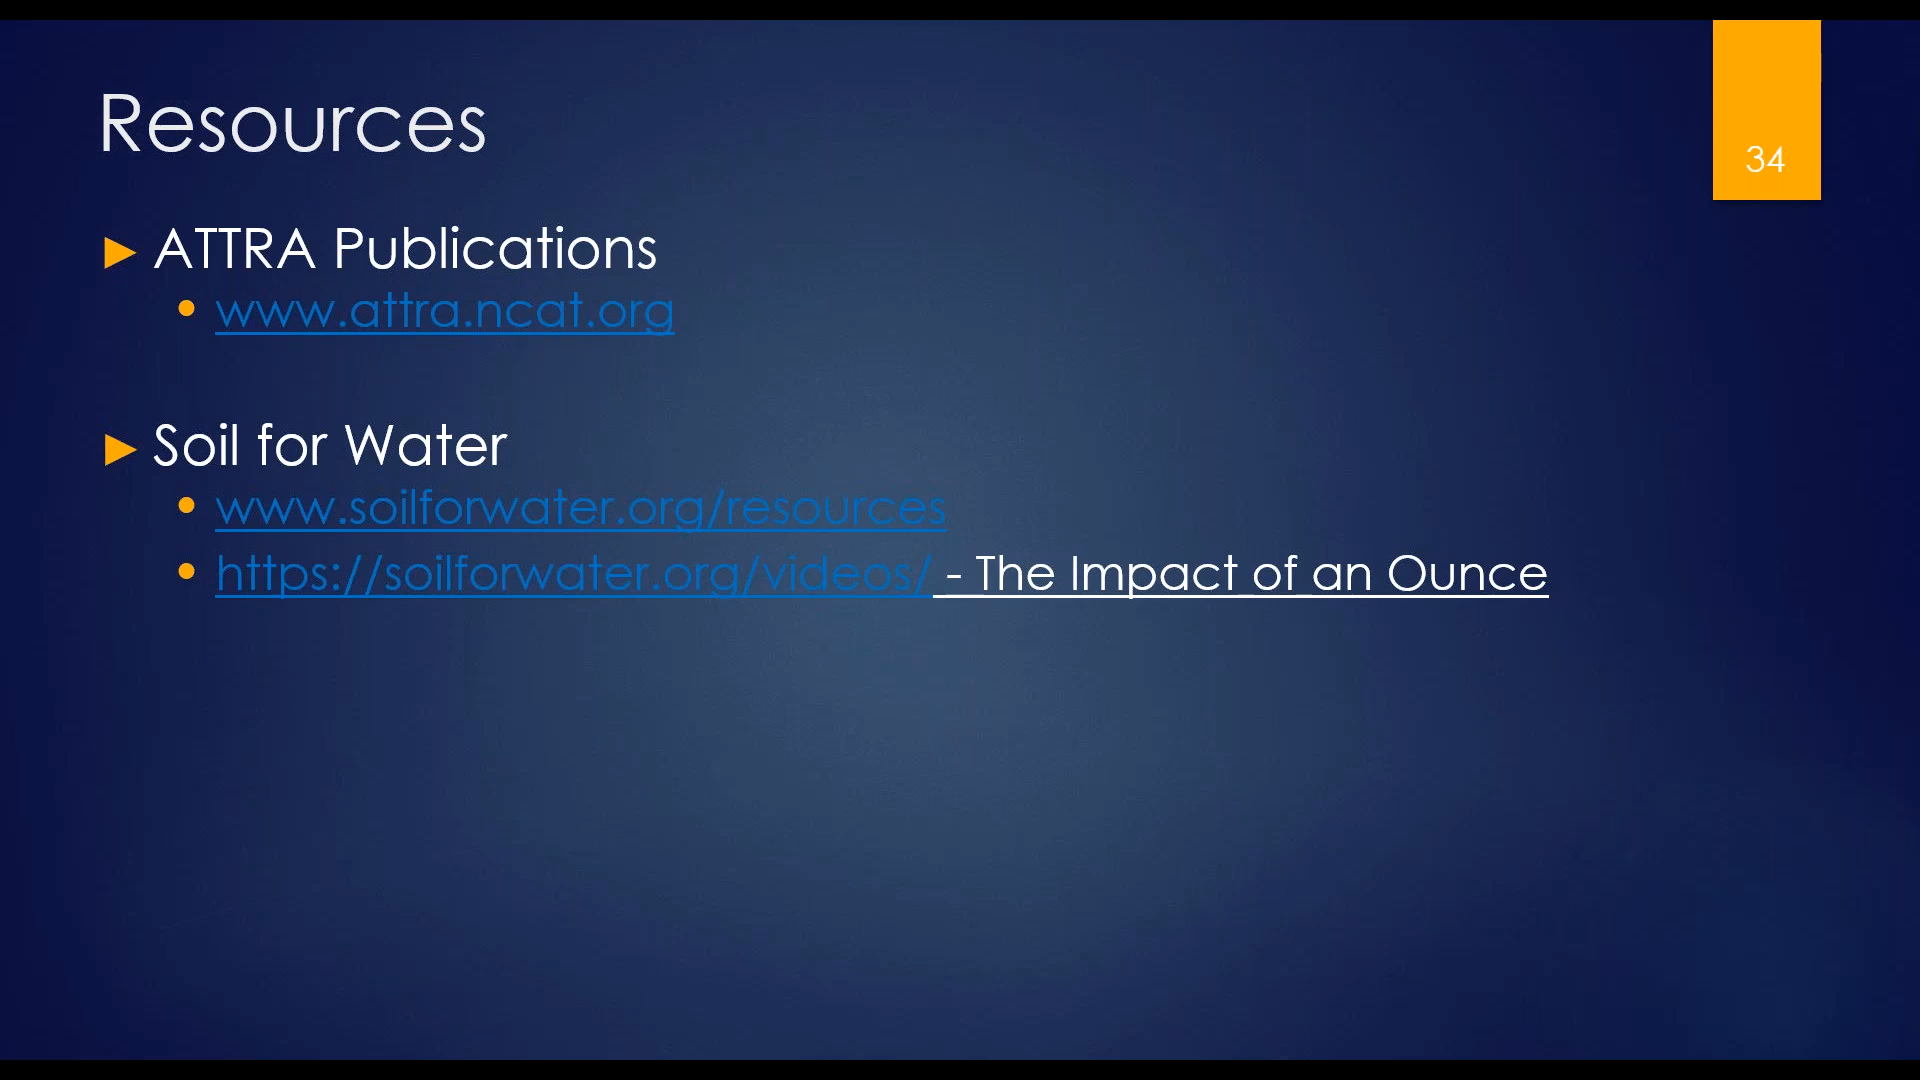 Resources
34
ATTRA Publications
www.attra.ncat.org
Soil for Water
www.soilforwater.org/resources
https://soilforwater.org/videos/ - The Impact of an Ounce